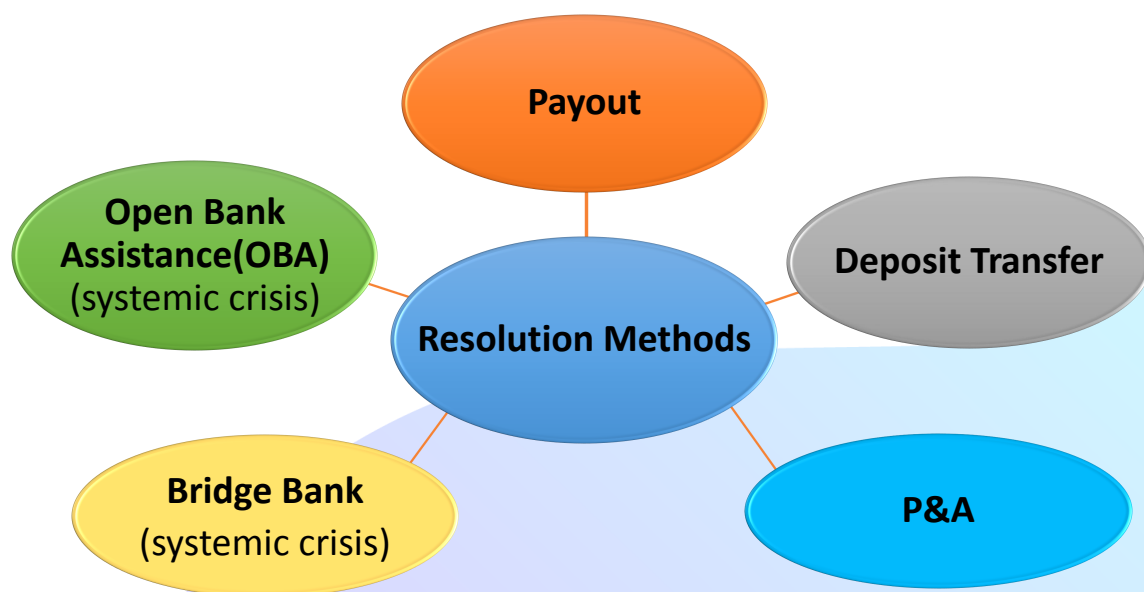 Payout
Open Bank
Assistance(OBA)
(systemic crisis)
Deposit Transfer
Resolution Methods
Bridge Bank
(systemic crisis)
P&A